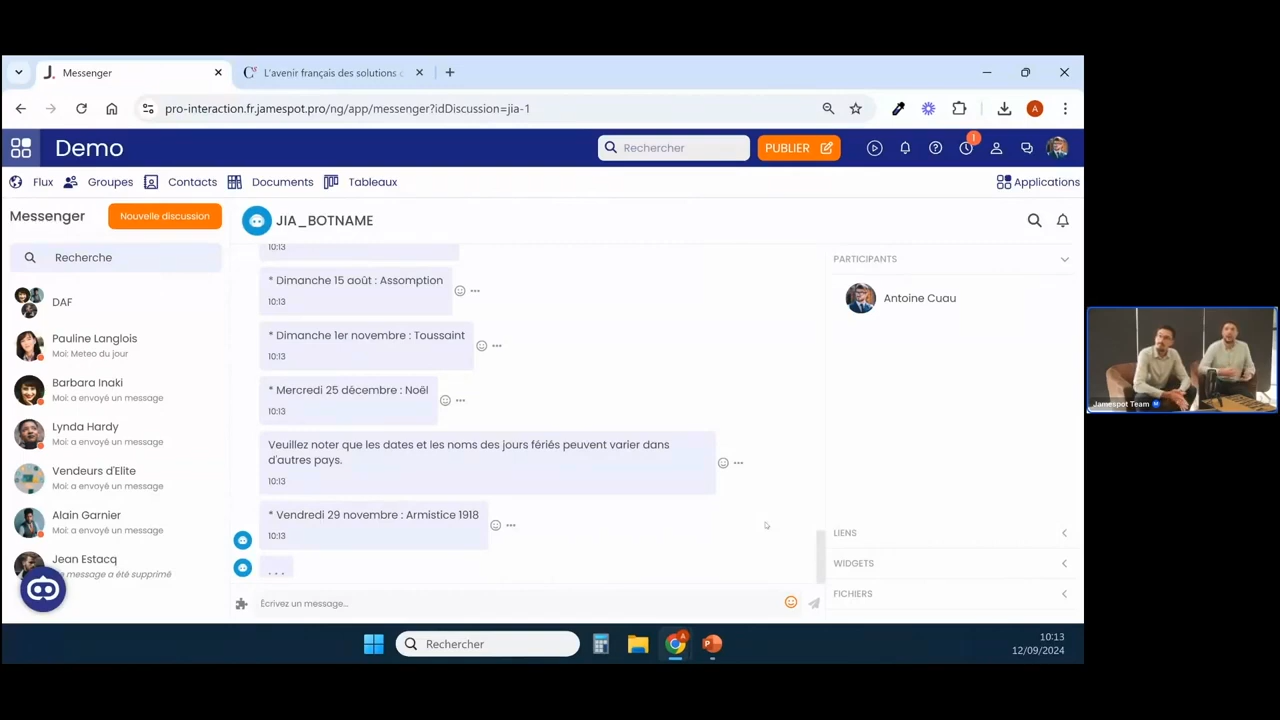 Messenger
L'avenir français des solutions
pro-interaction.fr.jamespot.pro/ng/app/messenger?idDiscussion=jia-1
A
Demo
Rechercher
PUBLIER
1
Flux
Groupes
Contacts
Documents
Tableaux
Applications
Messenger
Nouvelle discussion
Recherche
DAF
Pauline Langlois
Moi: Meteo du jour
Barbara Inaki
Moi: a envoyé un message
Lynda Hardy
Moi: a envoyé un message
Vendeurs d'Elite
Moi: a envoyé un message
Alain Garnier
Moi: a envoyé un message
Jean Estacq
message a été supprimé
JIA_BOTNAME
10:13
* Dimanche 15 août : Assomption
10:13
* Dimanche 1er novembre : Toussaint
10:13
* Mercredi 25 décembre : Noël
10:13
Veuillez noter que les dates et les noms des jours fériés peuvent varier dans
d'autres pays.
10:13
* Vendredi 29 novembre : Armistice 1918
10:13
...
Écrivez un message...
PARTICIPANTS
Antoine Cuau
LIENS
WIDGETS
FICHIERS
Jamespot Team
Rechercher
10:13
12/09/2024